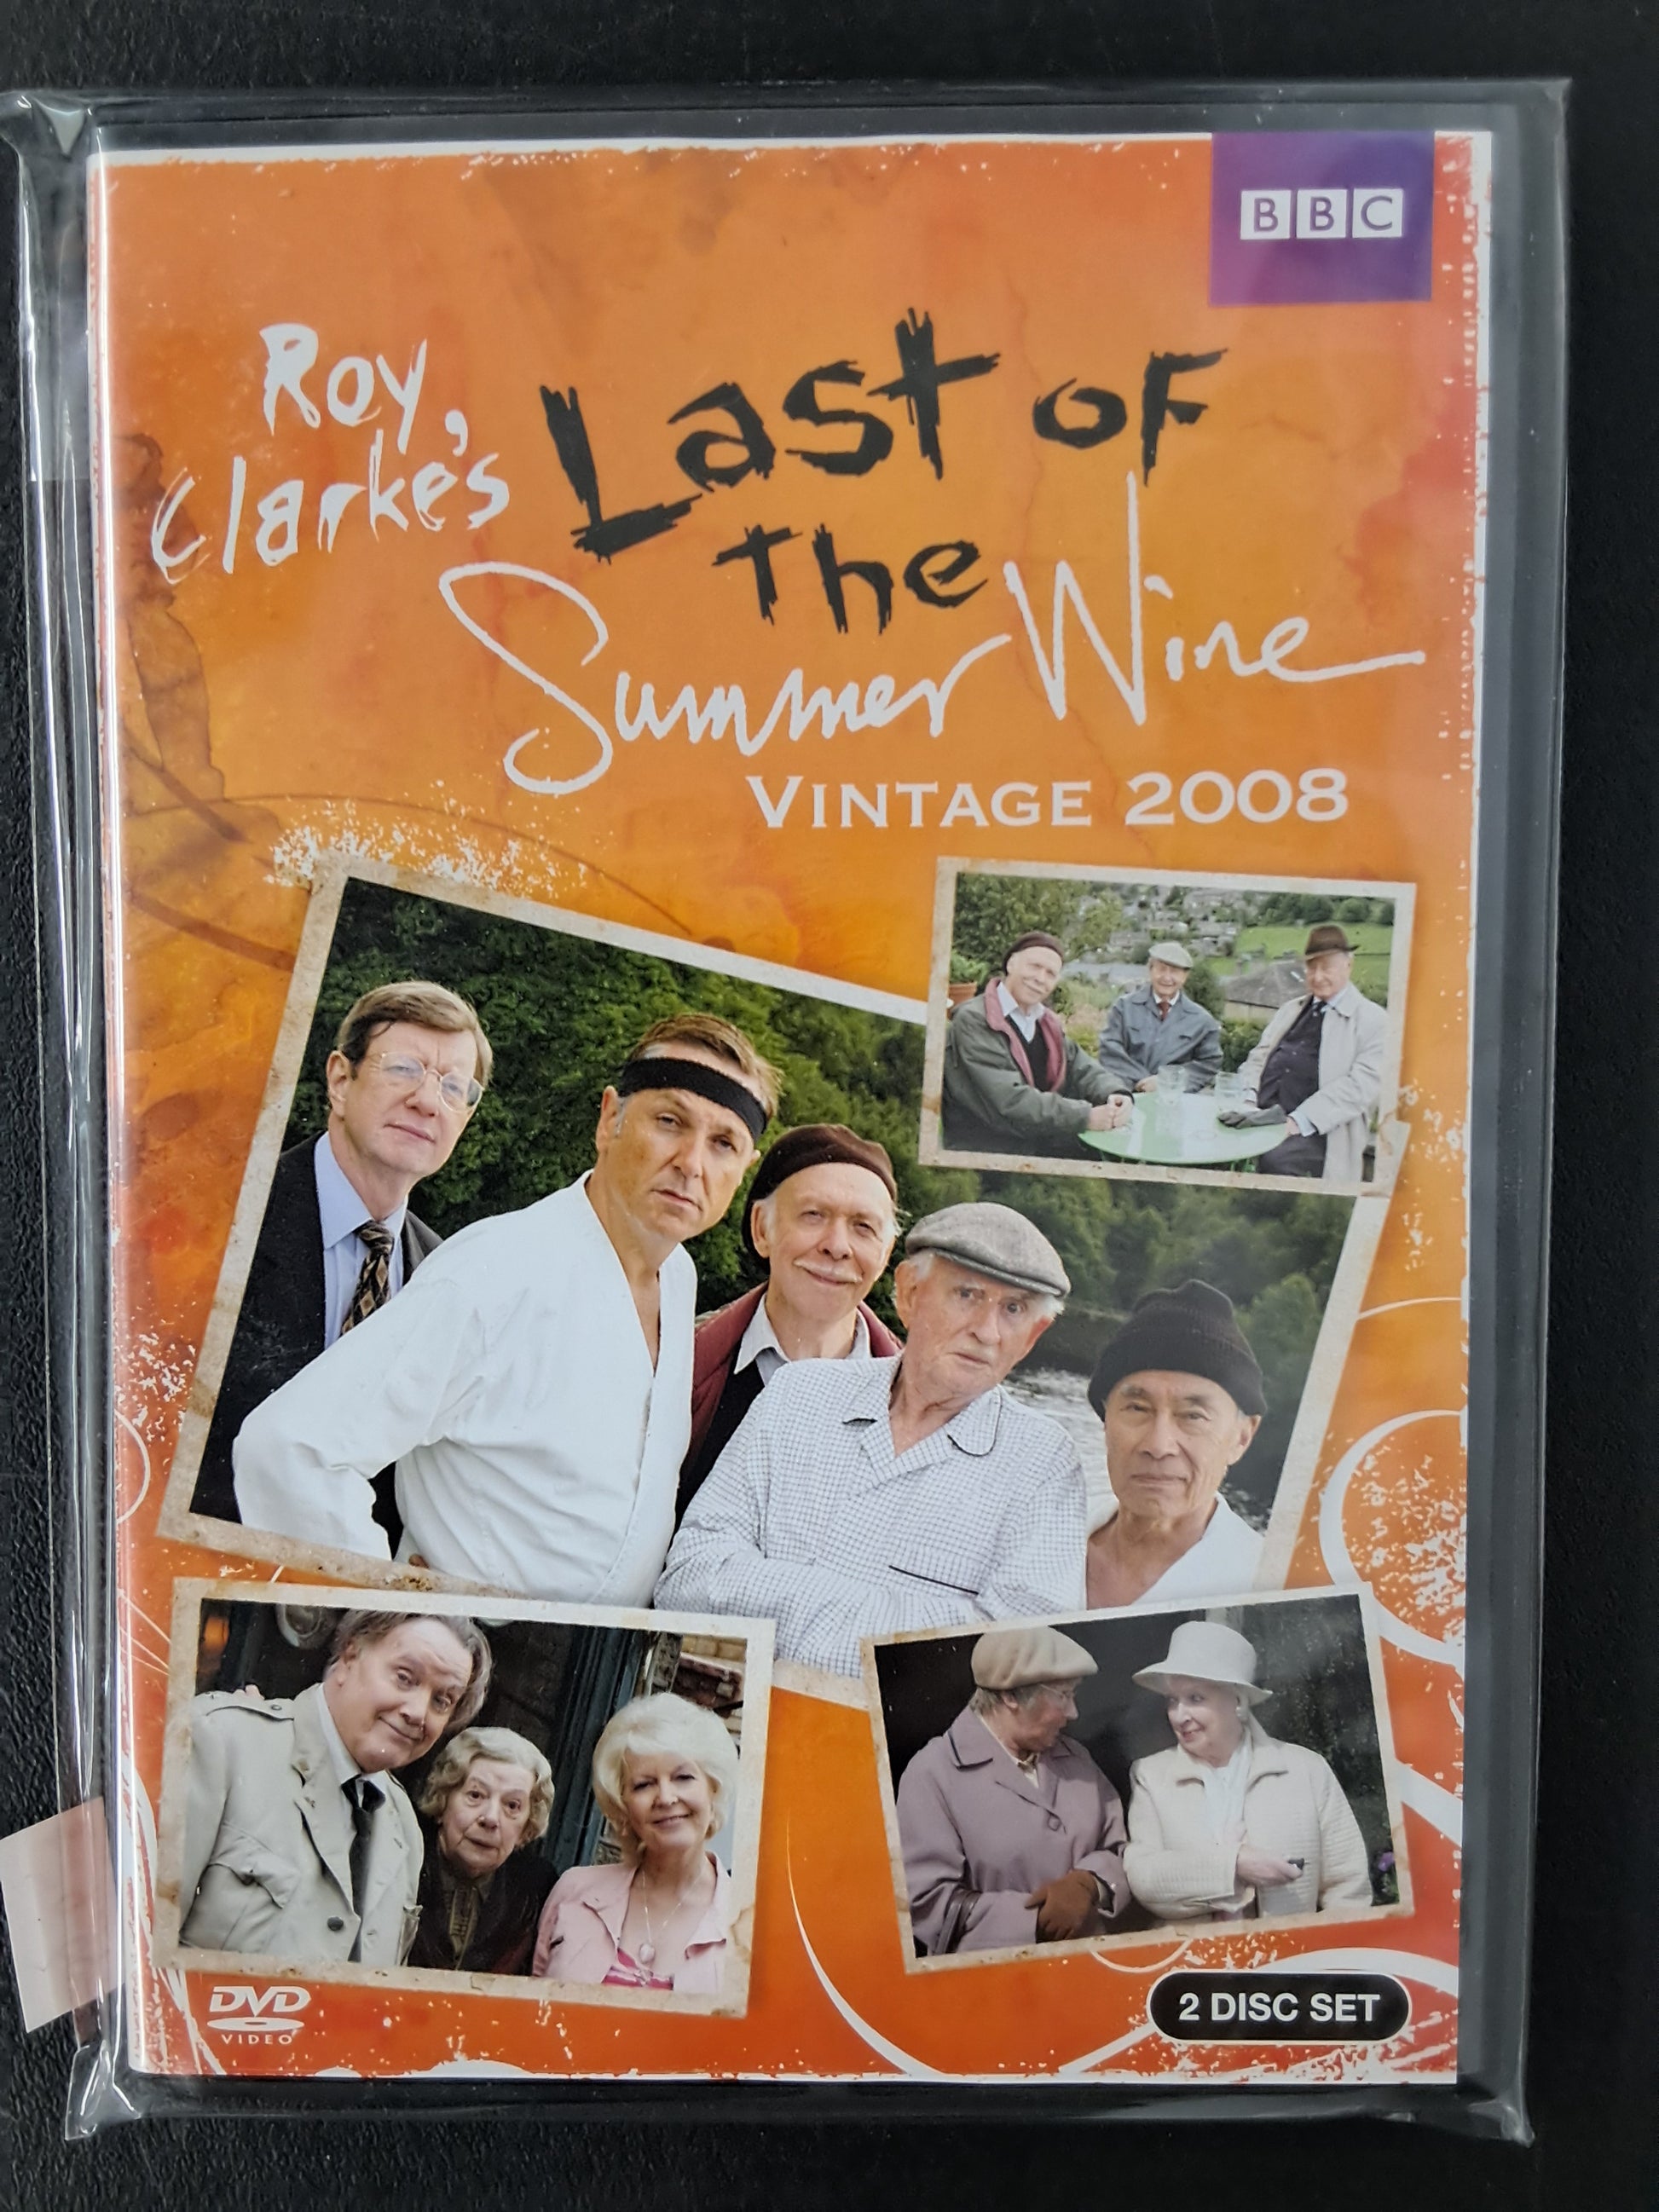 BBC
Roy
Clarke's
Last of
the
Summer Wine
VINTAGE 2008
DVD
VIDEO
2 DISC SET